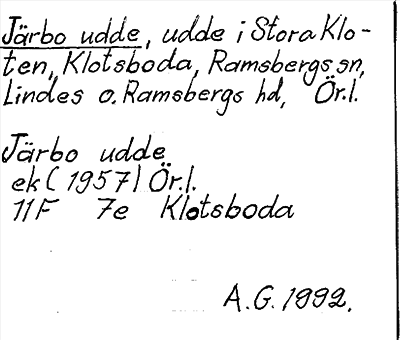 Järbo udde, udde i Stora Klo-
ten, Klotsboda, Ramsbergs sn,
Lindes o. Ramsbergs hd, Ör.l.
Järbo udde
ek (1957) Ör.l.
11F 7e Klotsboda
A.G. 1992.